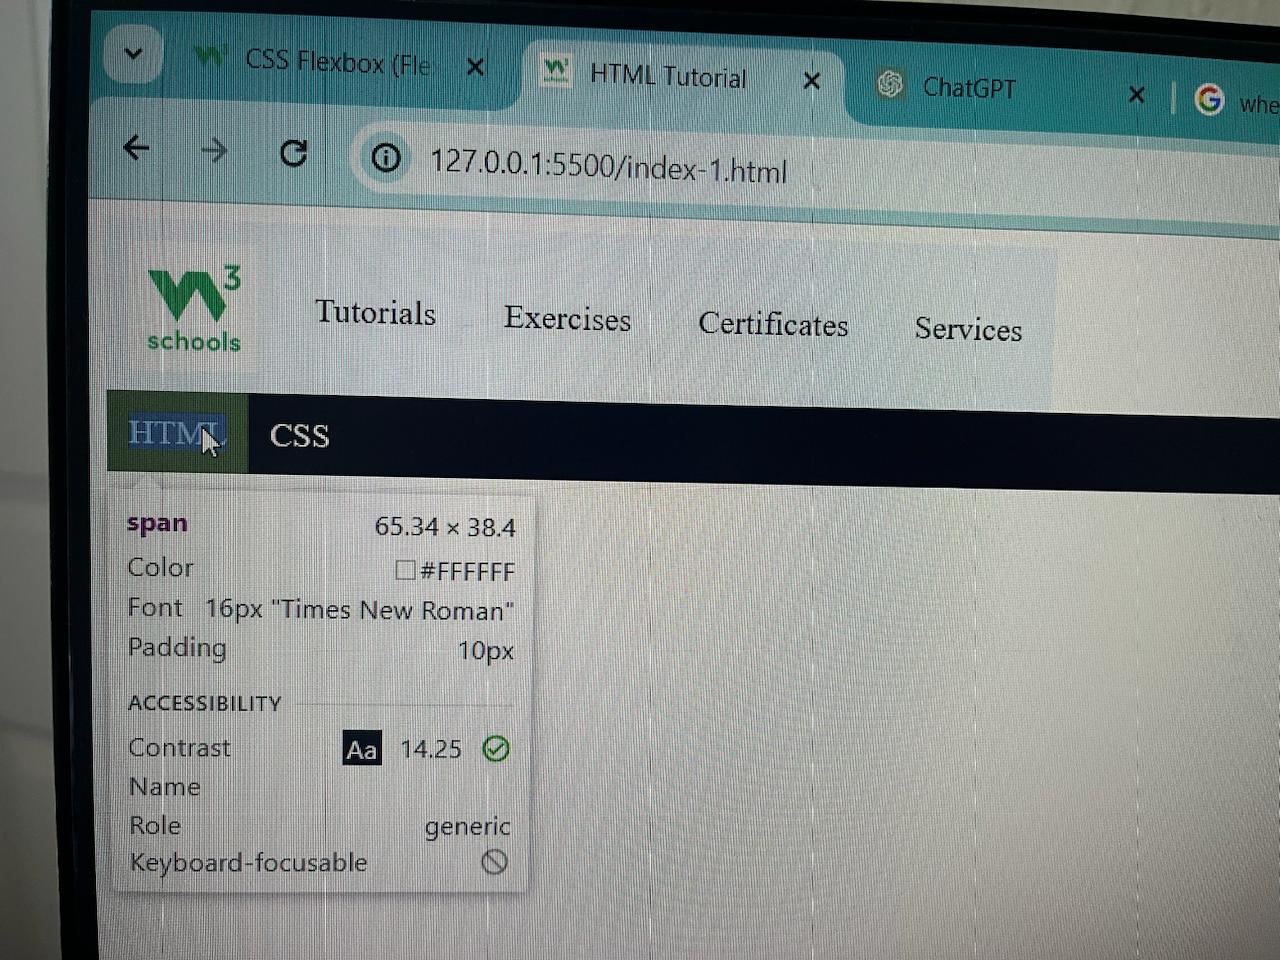 CSS Flexbox (Fle
HTML Tutorial
ChatGPT
whe
127.0.0.1:5500/index-1.html
W3
schools
Tutorials
Exercises
Certificates
Services
HTML
CSS
span 65.34 × 38.4
Color #FFFFFF
Font 16px "Times New Roman"
Padding 10px
ACCESSIBILITY
Contrast Aa 14.25
Name
Role generic
Keyboard-focusable